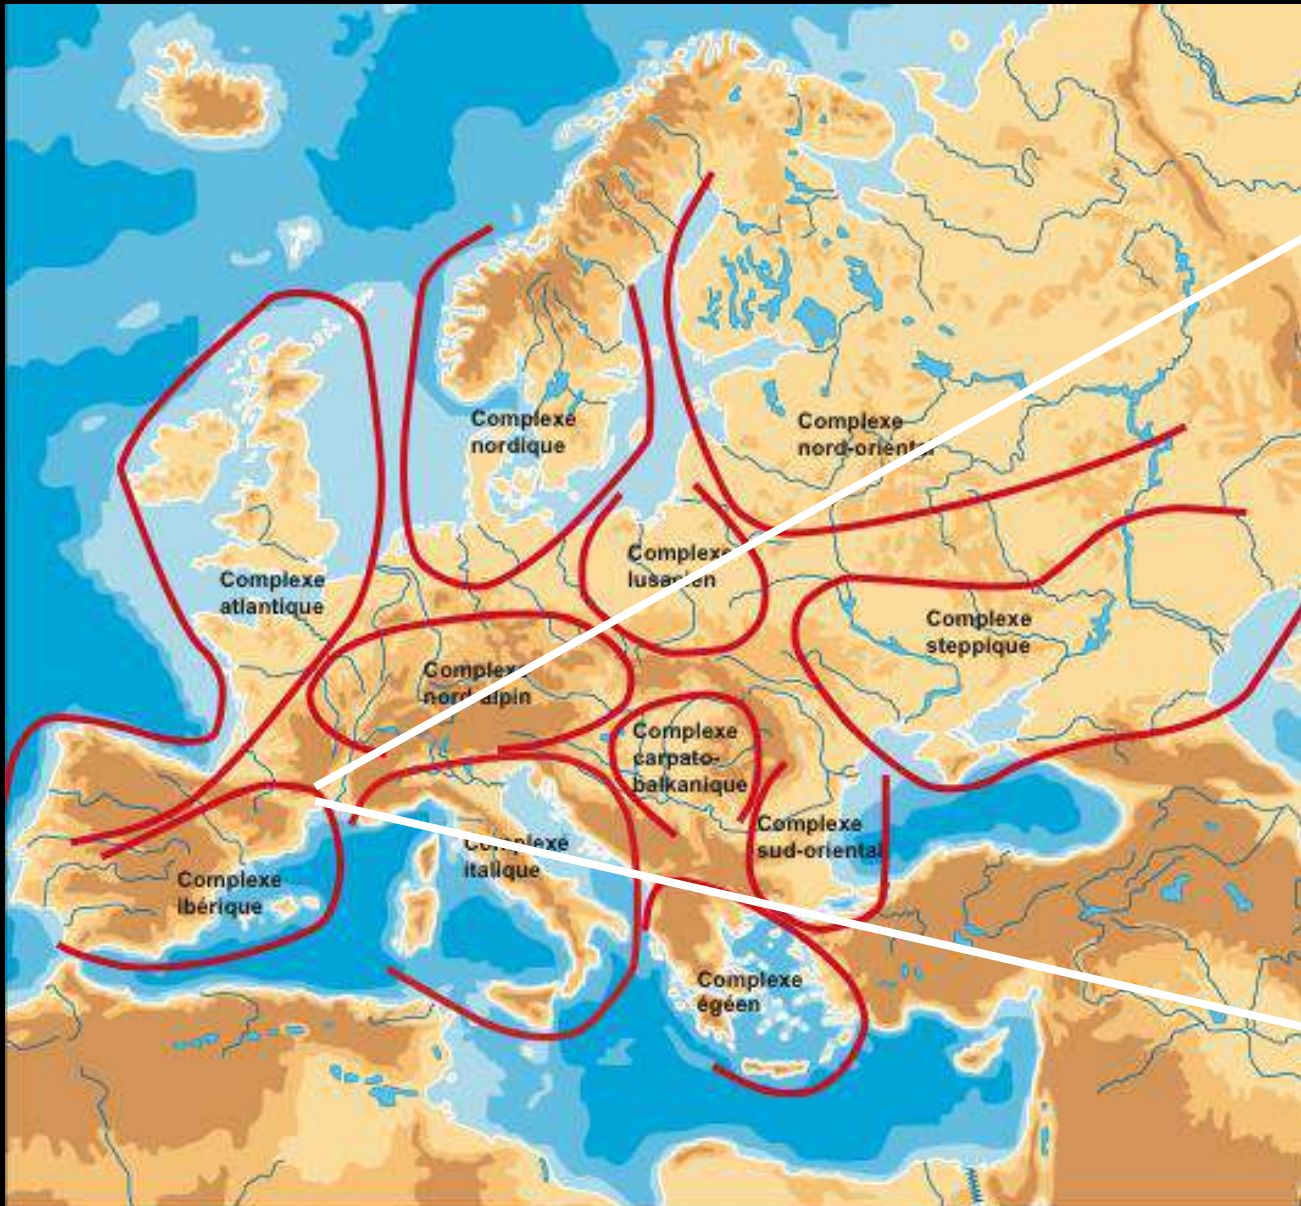 Complexe
nordique
Complexe
nord-oriental
Complexe
lusacien
Complexe
atlantique
Complexe
steppique
Complexe
nord-alpin
Complexe
carpato-
balkanique
Complexe
sud-oriental
Complexe
italique
Complexe
Ibérique
Complexe
égéen